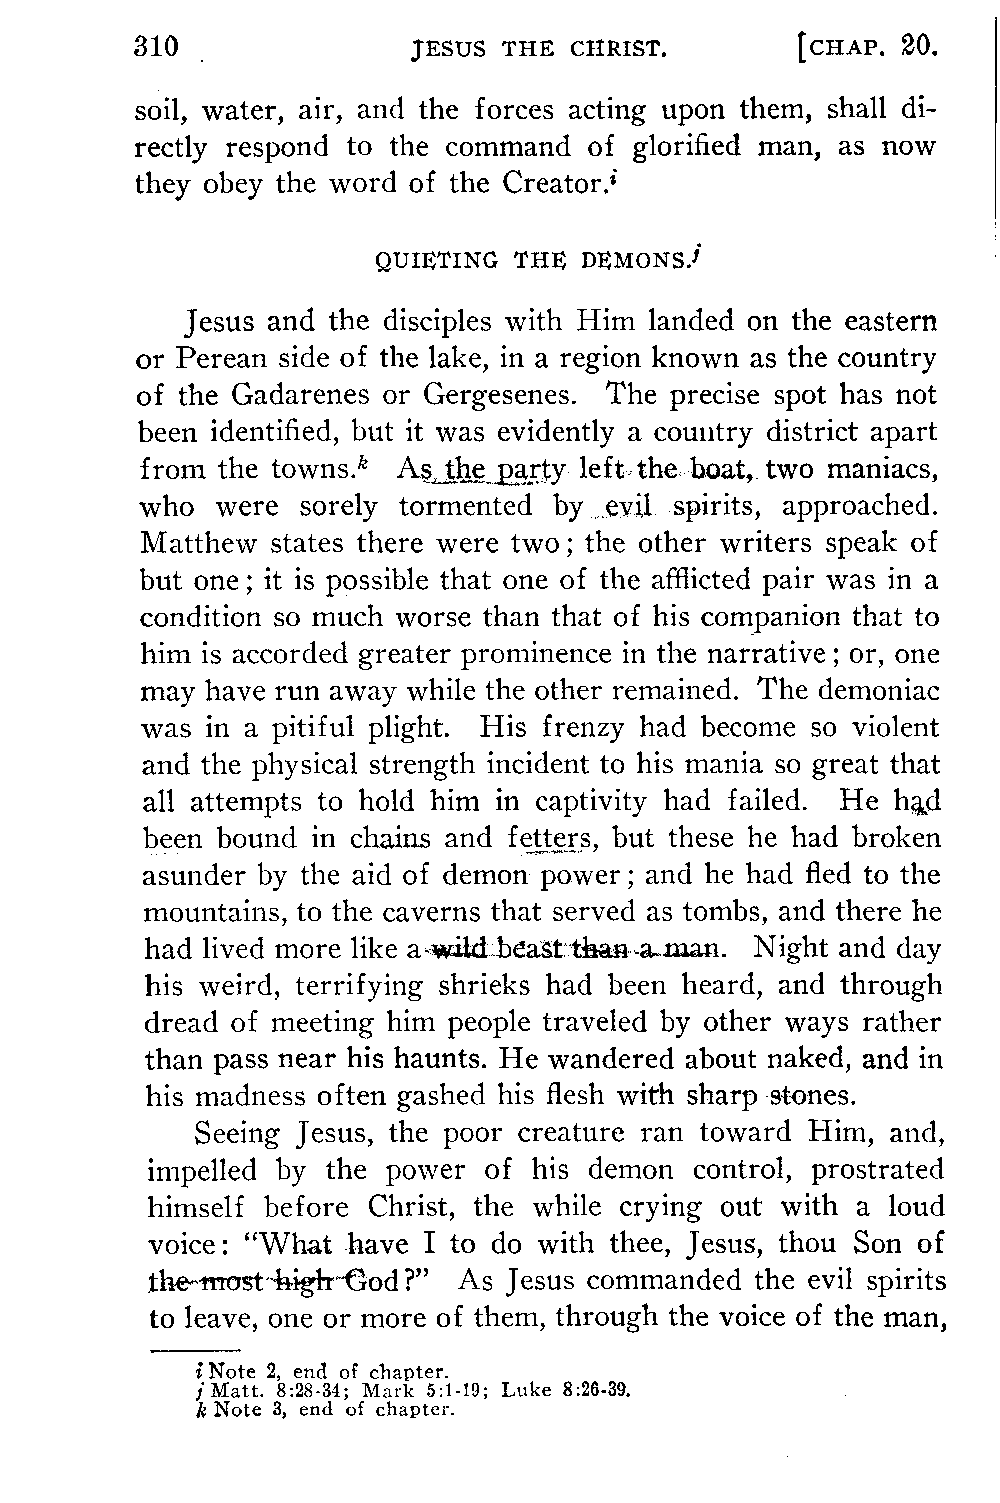 310 JESUS THE CHRIST. [CHAP. 20.
soil, water, air, and the forces acting upon them, shall di-
rectly respond to the command of glorified man, as now
they obey the word of the Creator.i
QUIETING THE DEMONS.j
Jesus and the disciples with Him landed on the eastern
or Perean side of the lake, in a region known as the country
of the Gadarenes or Gergesenes. The precise spot has not
been identified, but it was evidently a country district apart
from the towns.k As the party left the boat, two maniacs,
who were sorely tormented by evil spirits, approached.
Matthew states there were two; the other writers speak of
but one; it is possible that one of the afflicted pair was in a
condition so much worse than that of his companion that to
him is accorded greater prominence in the narrative; or, one
may have run away while the other remained. The demoniac
was in a pitiful plight. His frenzy had become so violent
and the physical strength incident to his mania so great that
all attempts to hold him in captivity had failed. He had
been bound in chains and fetters, but these he had broken
asunder by the aid of demon power; and he had fled to the
mountains, to the caverns that served as tombs, and there he
had lived more like a wild beast than a man. Night and day
his weird, terrifying shrieks had been heard, and through
dread of meeting him people traveled by other ways rather
than pass near his haunts. He wandered about naked, and in
his madness often gashed his flesh with sharp stones.
Seeing Jesus, the poor creature ran toward Him, and,
impelled by the power of his demon control, prostrated
himself before Christ, the while crying out with a loud
voice: "What have I to do with thee, Jesus, thou Son of
the most high God?" As Jesus commanded the evil spirits
to leave, one or more of them, through the voice of the man,
i Note 2, end of chapter.
j Matt. 8:28-34; Mark 5:1-19; Luke 8:26-39.
k Note 3, end of chapter.